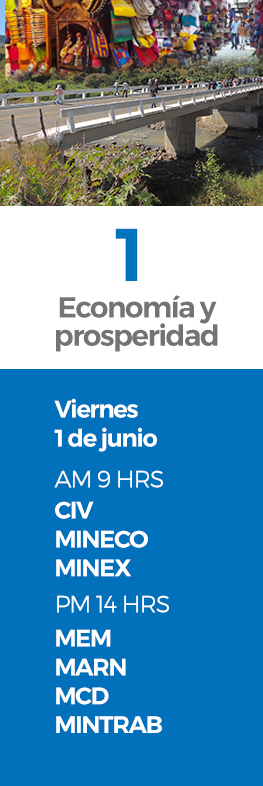 1
Economía y
prosperidad
Viernes
1 de junio
AM 9 HRS
CIV
MINECO
MINEX
PM 14 HRS
MEM
MARN
MCD
MINTRAB